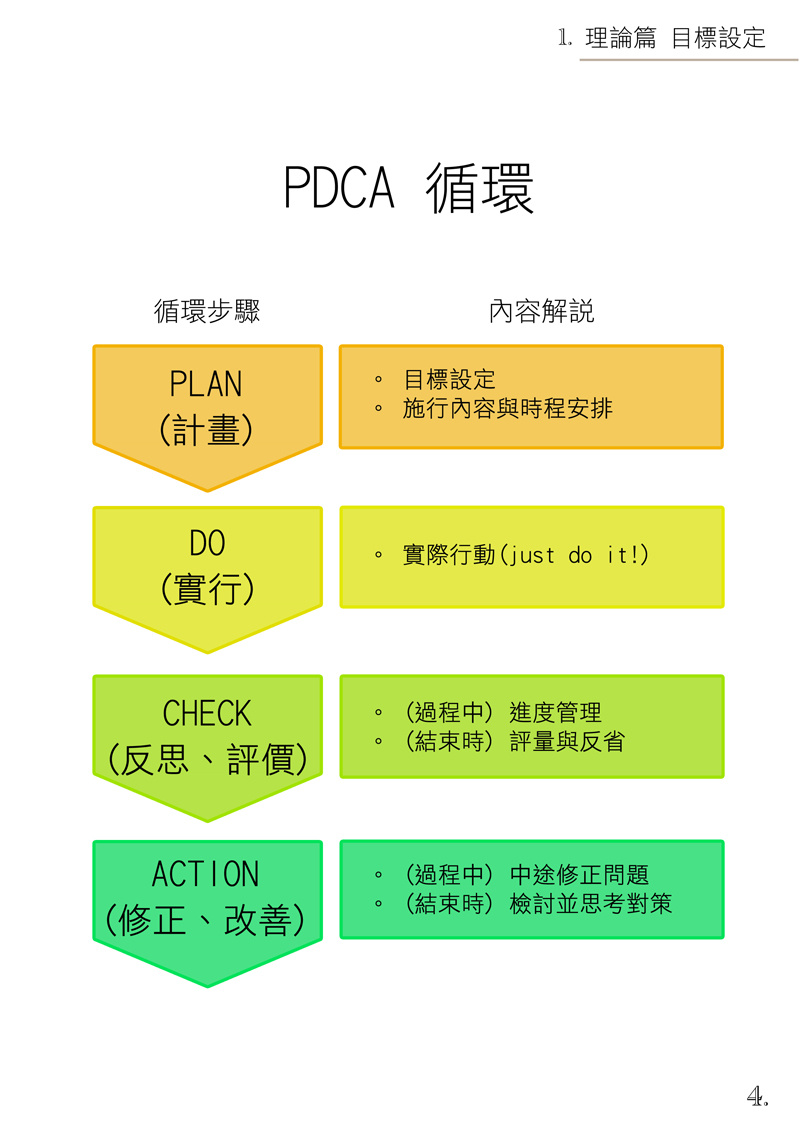 1. 理論篇 目標設定
PDCA 循環
循環步驟
內容解說
PLAN
(計畫)
。 目標設定
。 施行內容與時程安排
DO
(實行)
。 實際行動(just do it!)
CHECK
(反思、評價)
。 (過程中) 進度管理
。 (結束時) 評量與反省
ACTION
(修正、改善)
。 (過程中) 中途修正問題
。 (結束時) 檢討並思考對策
4.